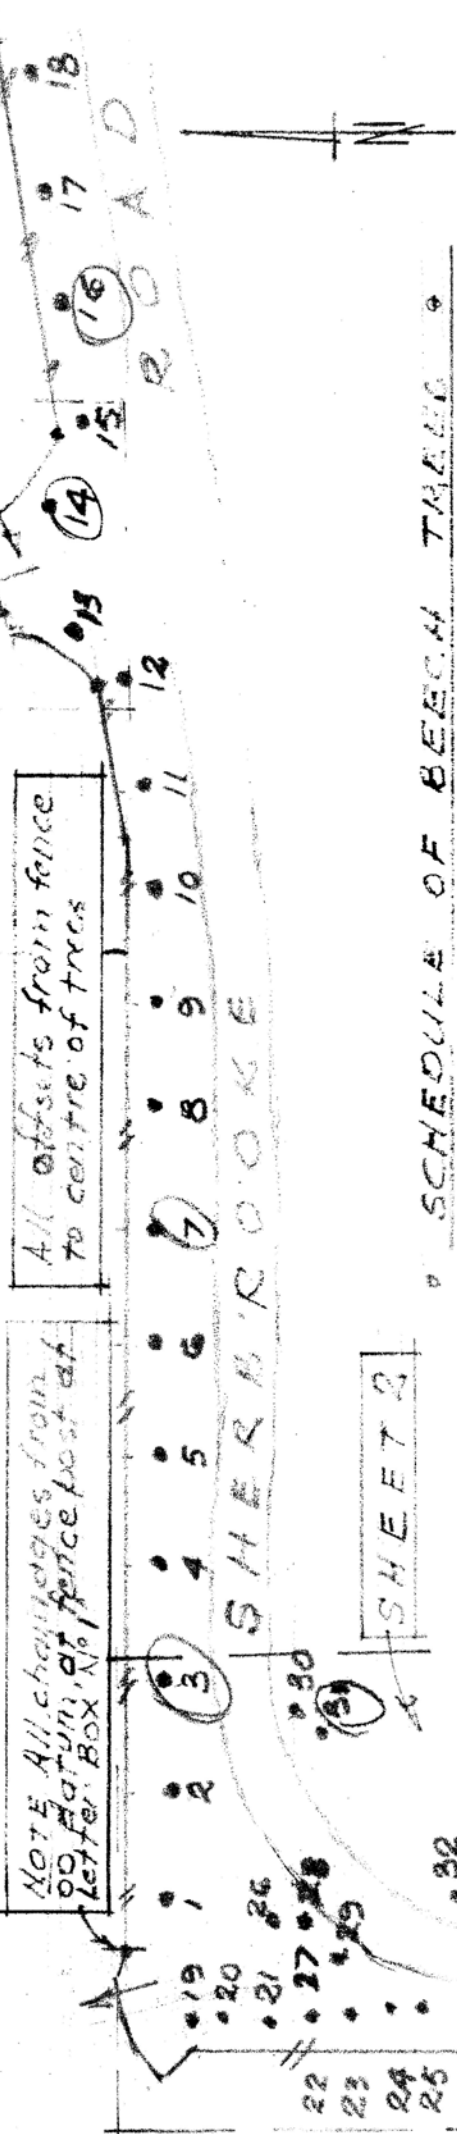 NOTE All chainages from
00 datum, at fence post at
Letter Box, No 1
All offsets from fence
to centre of trees
1 2 3 4 5 6 7 8 9 10 11 12 13 14 15 16 17 18
SHERBROOKE ROAD
19
20
21
26
22
27
28
23
29
24
25
30
31
32
SHEET 2
N
SCHEDULE OF BEECH TREES